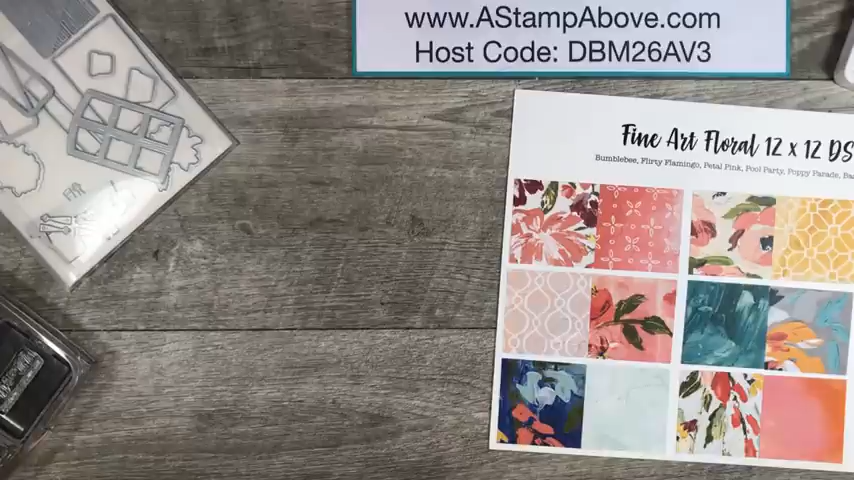 www.AStampAbove.com
Host Code: DBM26AV3
Fine Art Floral 12 x 12 DS
Bumblebee, Flirty Flamingo, Petal Pink, Pool Party, Poppy Parade,